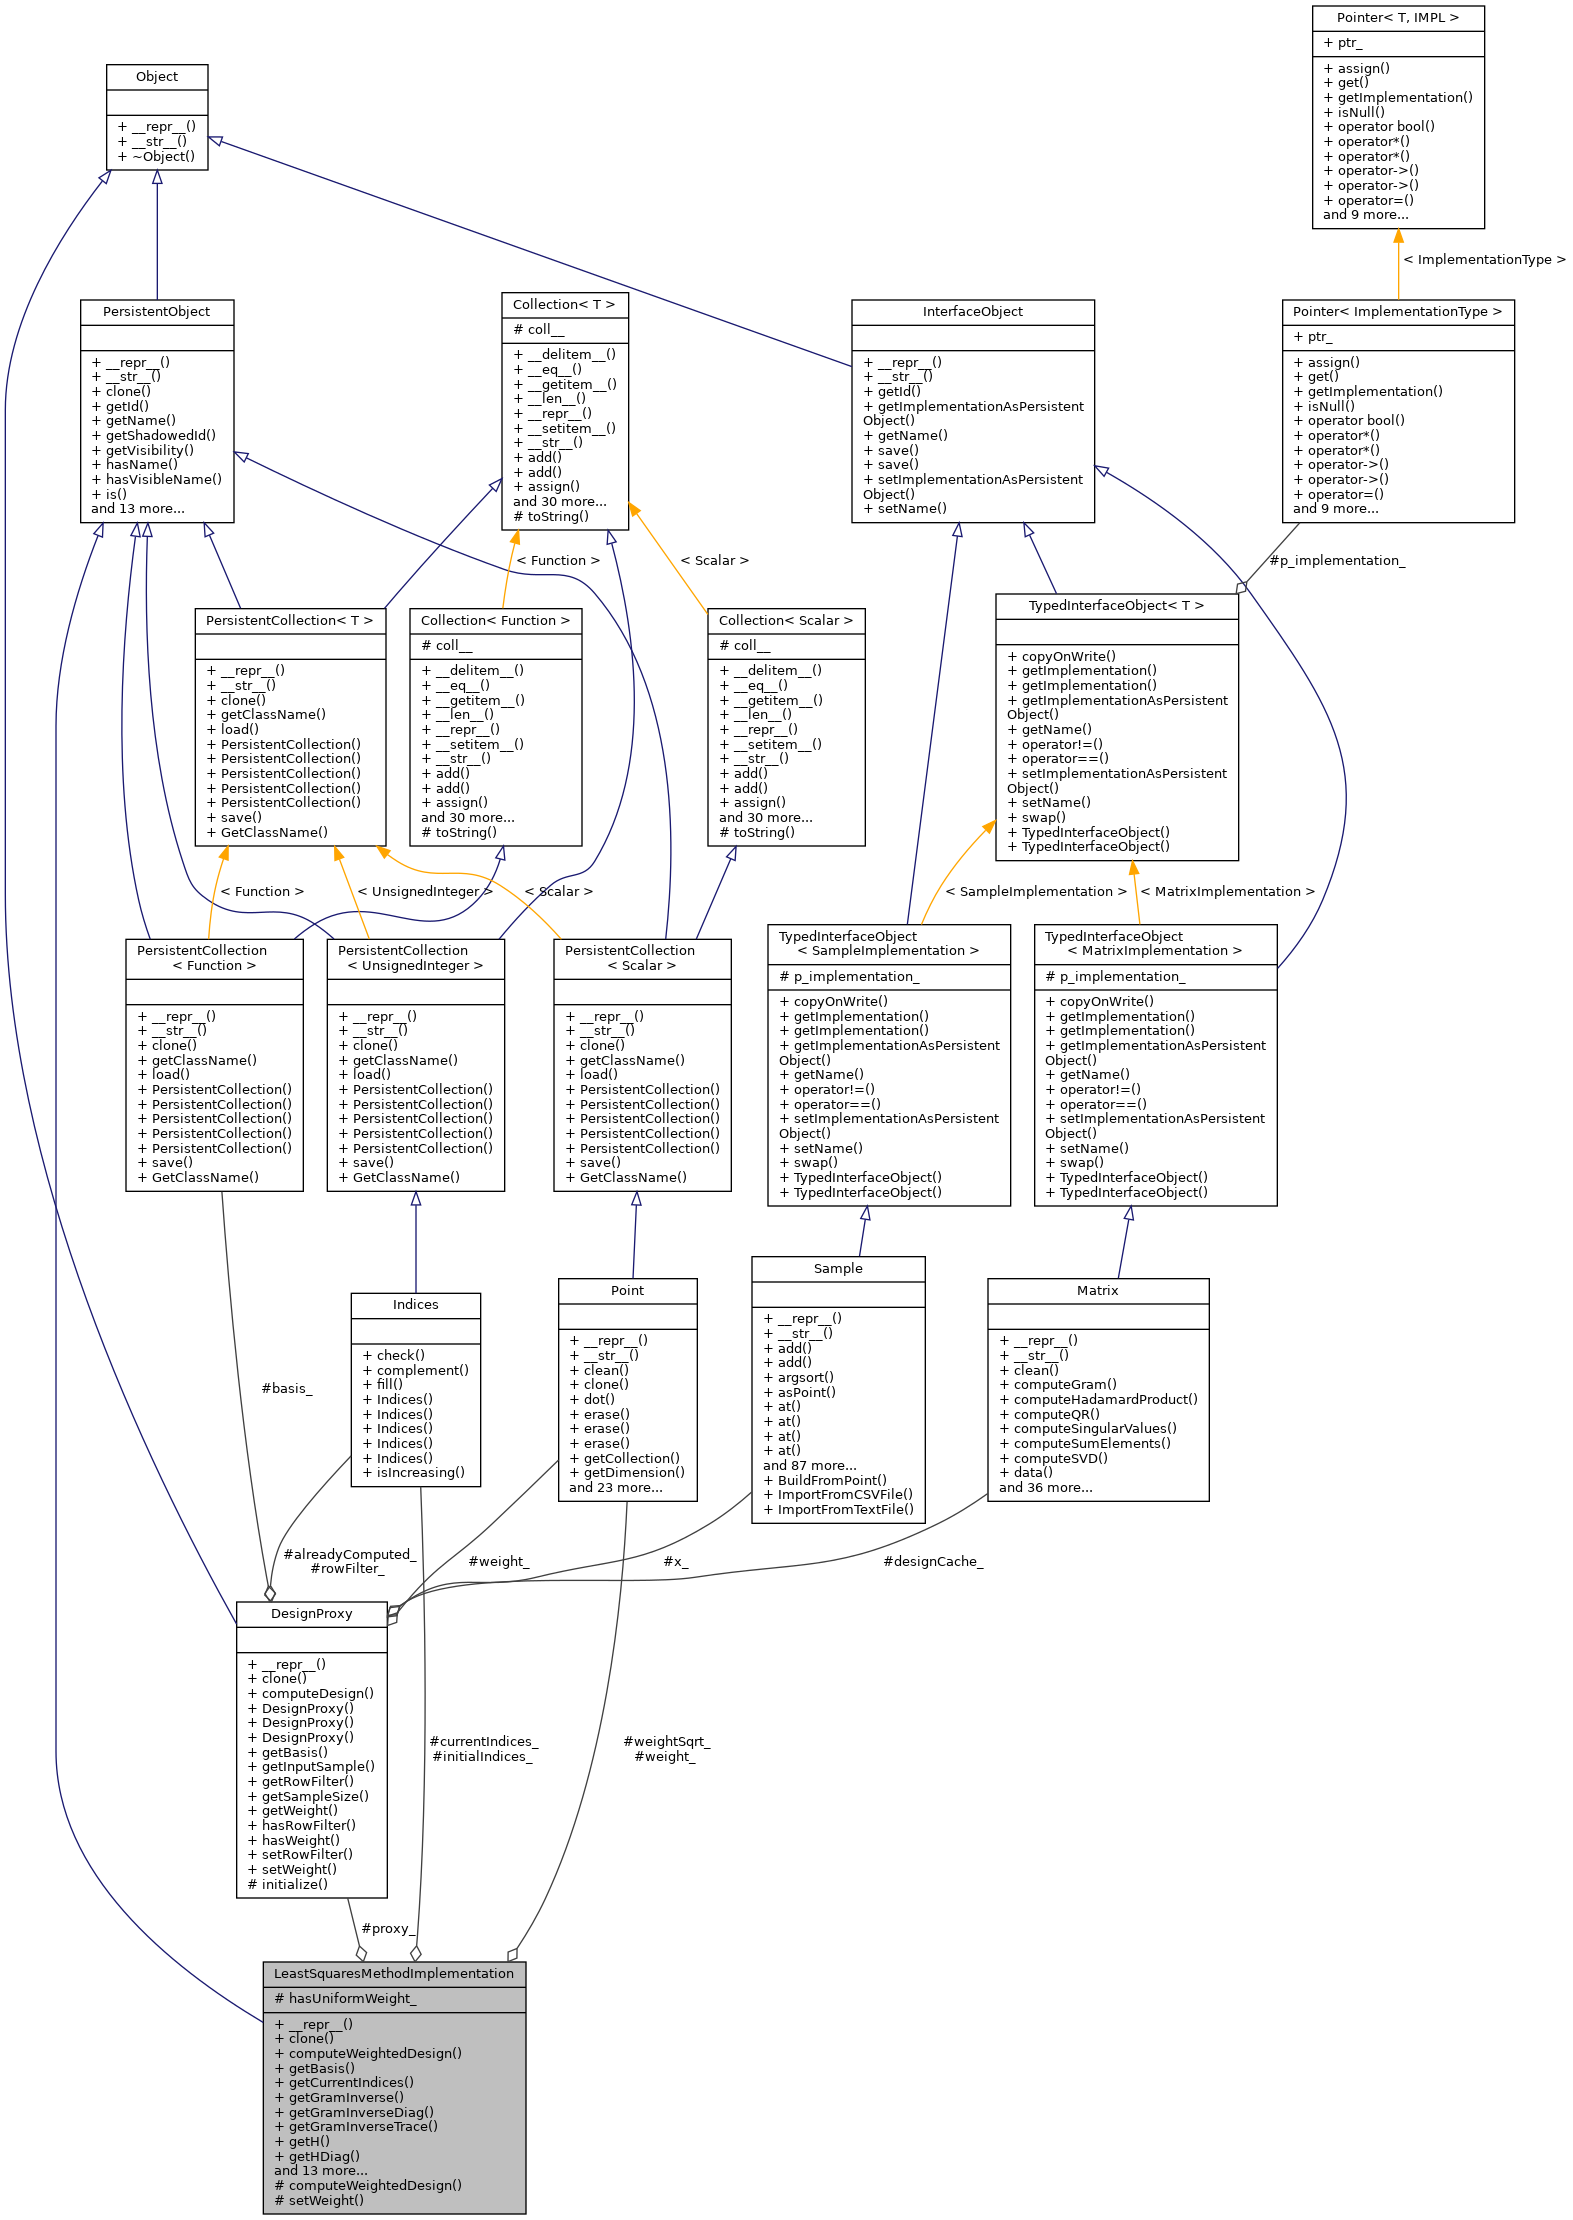 Pointer< T, IMPL >
+ ptr_
+ assign()
+ get()
+ getImplementation()
+ isNull()
+ operator bool()
+ operator*()
+ operator*()
+ operator->()
+ operator->()
+ operator=()
and 9 more...
Object
+ __repr__()
+ __str__()
+ ~Object()
< ImplementationType >
PersistentObject
+ __repr__()
+ __str__()
+ clone()
+ getId()
+ getName()
+ getShadowedId()
+ getVisibility()
+ hasName()
+ hasVisibleName()
+ is()
and 13 more...
Collection< T >
# coll__
+ __delitem__()
+ __eq__()
+ __getitem__()
+ __len__()
+ __repr__()
+ __setitem__()
+ __str__()
+ add()
+ add()
+ assign()
and 30 more...
# toString()
InterfaceObject
+ __repr__()
+ __str__()
+ getId()
+ getImplementationAsPersistent
Object()
+ getName()
+ save()
+ save()
+ setImplementationAsPersistent
Object()
+ setName()
Pointer< ImplementationType >
+ ptr_
+ assign()
+ get()
+ getImplementation()
+ isNull()
+ operator bool()
+ operator*()
+ operator*()
+ operator->()
+ operator->()
+ operator=()
and 9 more...
< Function >
< Scalar >
#p_implementation_
PersistentCollection< T >
+ __repr__()
+ __str__()
+ clone()
+ getClassName()
+ load()
+ PersistentCollection()
+ PersistentCollection()
+ PersistentCollection()
+ PersistentCollection()
+ PersistentCollection()
+ save()
+ GetClassName()
Collection< Function >
# coll__
+ __delitem__()
+ __eq__()
+ __getitem__()
+ __len__()
+ __repr__()
+ __setitem__()
+ __str__()
+ add()
+ add()
+ assign()
and 30 more...
# toString()
Collection< Scalar >
# coll__
+ __delitem__()
+ __eq__()
+ __getitem__()
+ __len__()
+ __repr__()
+ __setitem__()
+ __str__()
+ add()
+ add()
+ assign()
and 30 more...
# toString()
TypedInterfaceObject< T >
+ copyOnWrite()
+ getImplementation()
+ getImplementation()
+ getImplementationAsPersistent
Object()
+ getName()
+ operator!=()
+ operator==()
+ setImplementationAsPersistent
Object()
+ setName()
+ swap()
+ TypedInterfaceObject()
+ TypedInterfaceObject()
< Function >
< UnsignedInteger >
< Scalar >
< SampleImplementation >
< MatrixImplementation >
PersistentCollection
< Function >
+ __repr__()
+ __str__()
+ clone()
+ getClassName()
+ load()
+ PersistentCollection()
+ PersistentCollection()
+ PersistentCollection()
+ PersistentCollection()
+ PersistentCollection()
+ save()
+ GetClassName()
PersistentCollection
< UnsignedInteger >
+ __repr__()
+ __str__()
+ clone()
+ getClassName()
+ load()
+ PersistentCollection()
+ PersistentCollection()
+ PersistentCollection()
+ PersistentCollection()
+ PersistentCollection()
+ save()
+ GetClassName()
PersistentCollection
< Scalar >
+ __repr__()
+ __str__()
+ clone()
+ getClassName()
+ load()
+ PersistentCollection()
+ PersistentCollection()
+ PersistentCollection()
+ PersistentCollection()
+ PersistentCollection()
+ save()
+ GetClassName()
TypedInterfaceObject
< SampleImplementation >
# p_implementation_
+ copyOnWrite()
+ getImplementation()
+ getImplementation()
+ getImplementationAsPersistent
Object()
+ getName()
+ operator!=()
+ operator==()
+ setImplementationAsPersistent
Object()
+ setName()
+ swap()
+ TypedInterfaceObject()
+ TypedInterfaceObject()
TypedInterfaceObject
< MatrixImplementation >
# p_implementation_
+ copyOnWrite()
+ getImplementation()
+ getImplementation()
+ getImplementationAsPersistent
Object()
+ getName()
+ operator!=()
+ operator==()
+ setImplementationAsPersistent
Object()
+ setName()
+ swap()
+ TypedInterfaceObject()
+ TypedInterfaceObject()
#basis_
Indices
+ check()
+ complement()
+ fill()
+ Indices()
+ Indices()
+ Indices()
+ Indices()
+ Indices()
+ isIncreasing()
Point
+ __repr__()
+ __str__()
+ clean()
+ clone()
+ dot()
+ erase()
+ erase()
+ erase()
+ getCollection()
+ getDimension()
and 23 more...
Sample
+ __repr__()
+ __str__()
+ add()
+ add()
+ argsort()
+ asPoint()
+ at()
+ at()
+ at()
+ at()
and 87 more...
+ BuildFromPoint()
+ ImportFromCSVFile()
+ ImportFromTextFile()
Matrix
+ __repr__()
+ __str__()
+ clean()
+ computeGram()
+ computeHadamardProduct()
+ computeQR()
+ computeSingularValues()
+ computeSumElements()
+ computeSVD()
+ data()
and 36 more...
#alreadyComputed_
#rowFilter_
#weight_
#x_
#designCache_
DesignProxy
+ __repr__()
+ clone()
+ computeDesign()
+ DesignProxy()
+ DesignProxy()
+ DesignProxy()
+ getBasis()
+ getInputSample()
+ getRowFilter()
+ getSampleSize()
+ getWeight()
+ hasRowFilter()
+ hasWeight()
+ setRowFilter()
+ setWeight()
# initialize()
#currentIndices_
#initialIndices_
#weightSqrt_
#weight_
#proxy_
LeastSquaresMethodImplementation
# hasUniformWeight_
+ __repr__()
+ clone()
+ computeWeightedDesign()
+ getBasis()
+ getCurrentIndices()
+ getGramInverse()
+ getGramInverseDiag()
+ getGramInverseTrace()
+ getH()
+ getHDiag()
and 13 more...
# computeWeightedDesign()
# setWeight()